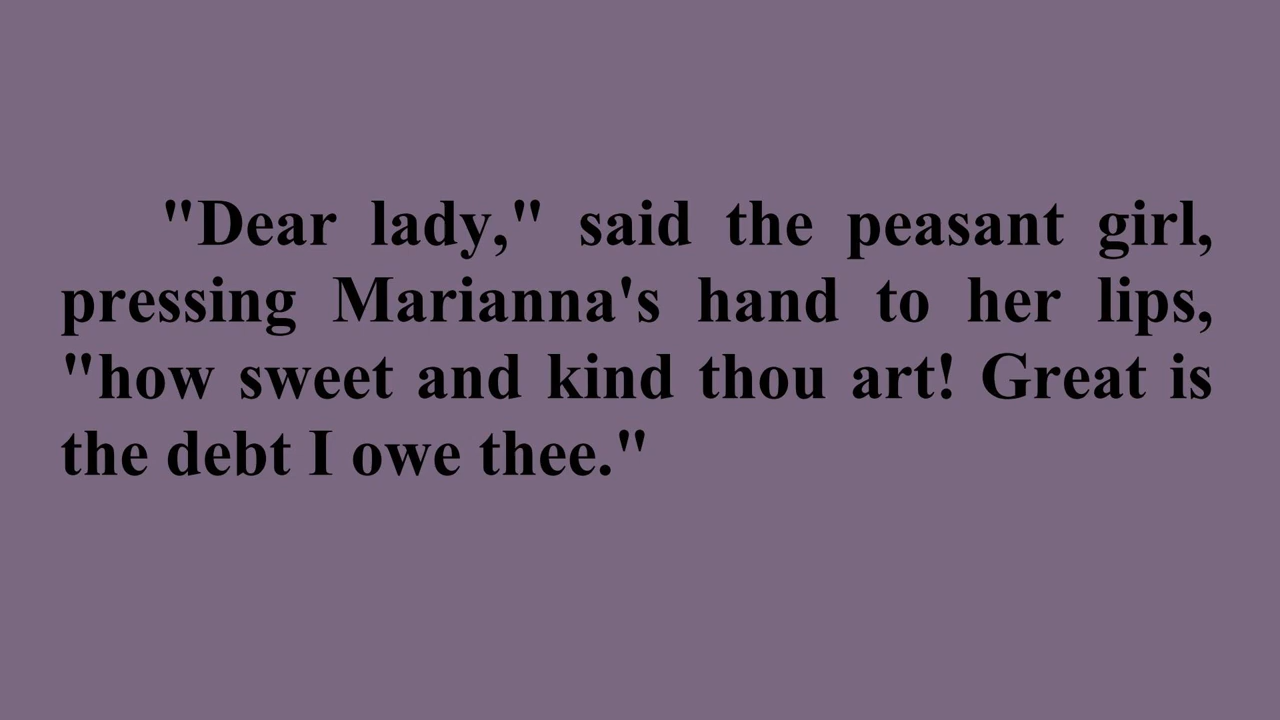 "Dear lady," said the peasant girl,
pressing Marianna's hand to her lips,
"how sweet and kind thou art! Great is
the debt I owe thee."